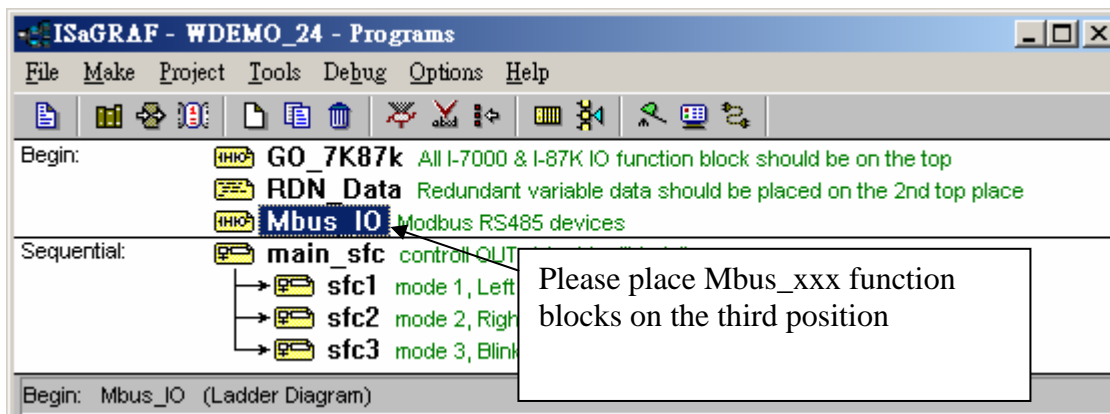 ISaGRAF - WDEMO_24 - Programs
File Make Project Tools Debug Options Help
Begin: GO_7K87k All I-7000 & I-87K IO function block should be on the top
RDN_Data Redundant variable data should be placed on the 2nd top place
Mbus_IO Modbus RS485 devices
Sequential: main_sfc controll
sfc1 mode 1, Left
sfc2 mode 2,
sfc3 mode 3,
Please place Mbus_xxx function
blocks on the third position
Begin: Mbus_IO (Ladder Diagram)